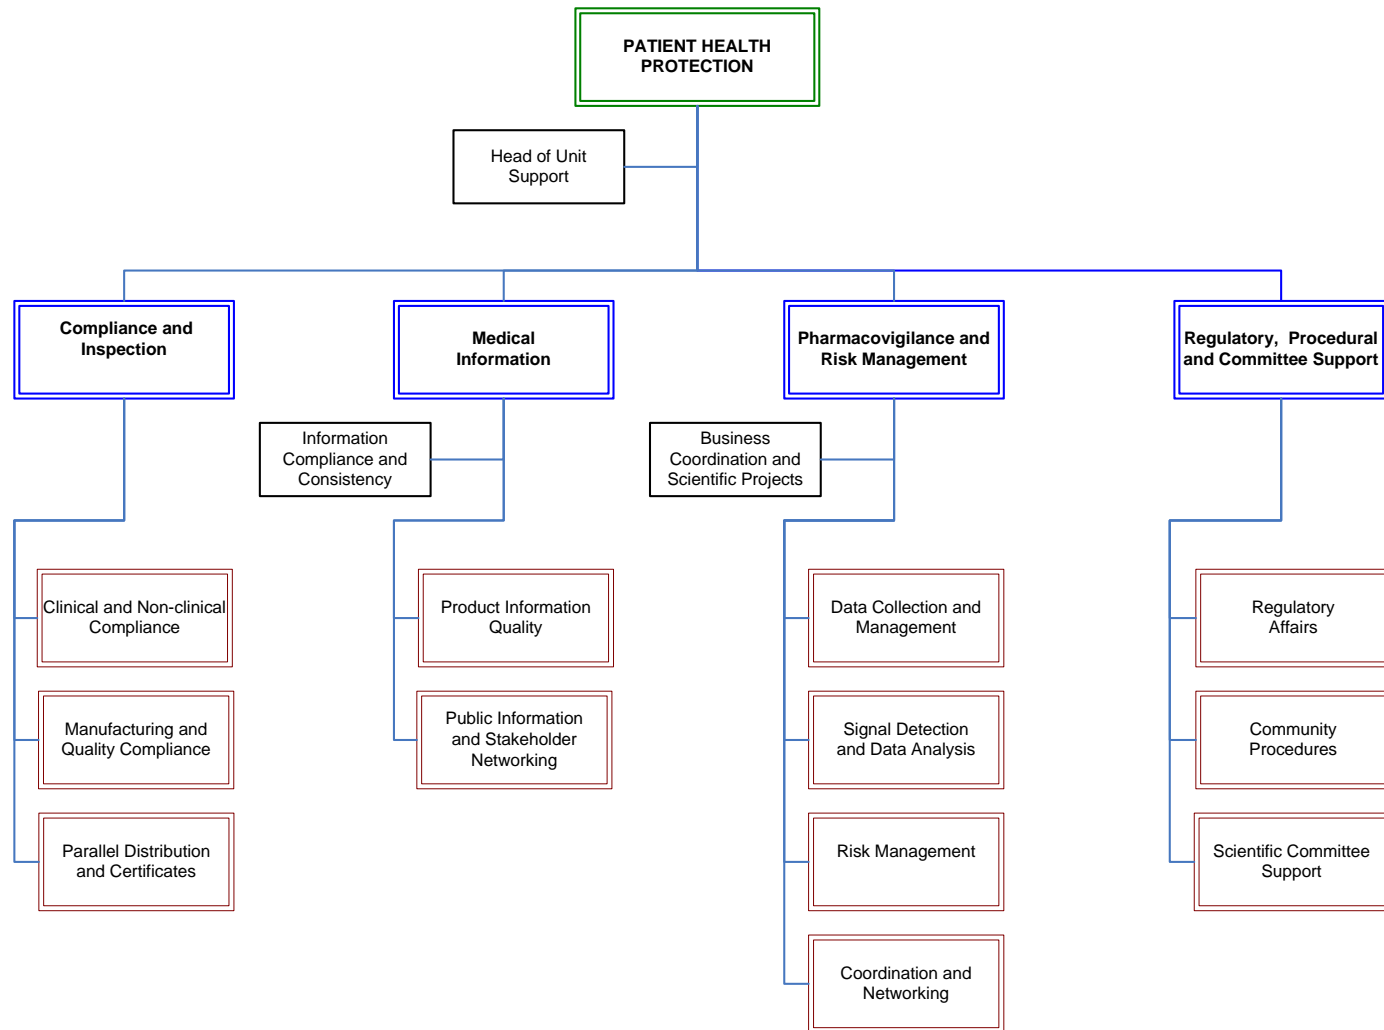 PATIENT HEALTH
PROTECTION
Head of Unit
Support
Compliance and
Inspection
Medical
Information
Pharmacovigilance and
Risk Management
Regulatory,  Procedural
and Committee Support
Information
Compliance and
Consistency
Business
Coordination and
Scientific Projects
Clinical and Non-clinical
Compliance
Product Information
Quality
Data Collection and
Management
Regulatory
Affairs
Manufacturing and
Quality Compliance
Public Information
and Stakeholder
Networking
Signal Detection
and Data Analysis
Community
Procedures
Parallel Distribution
and Certificates
Risk Management
Scientific Committee
Support
Coordination and
Networking